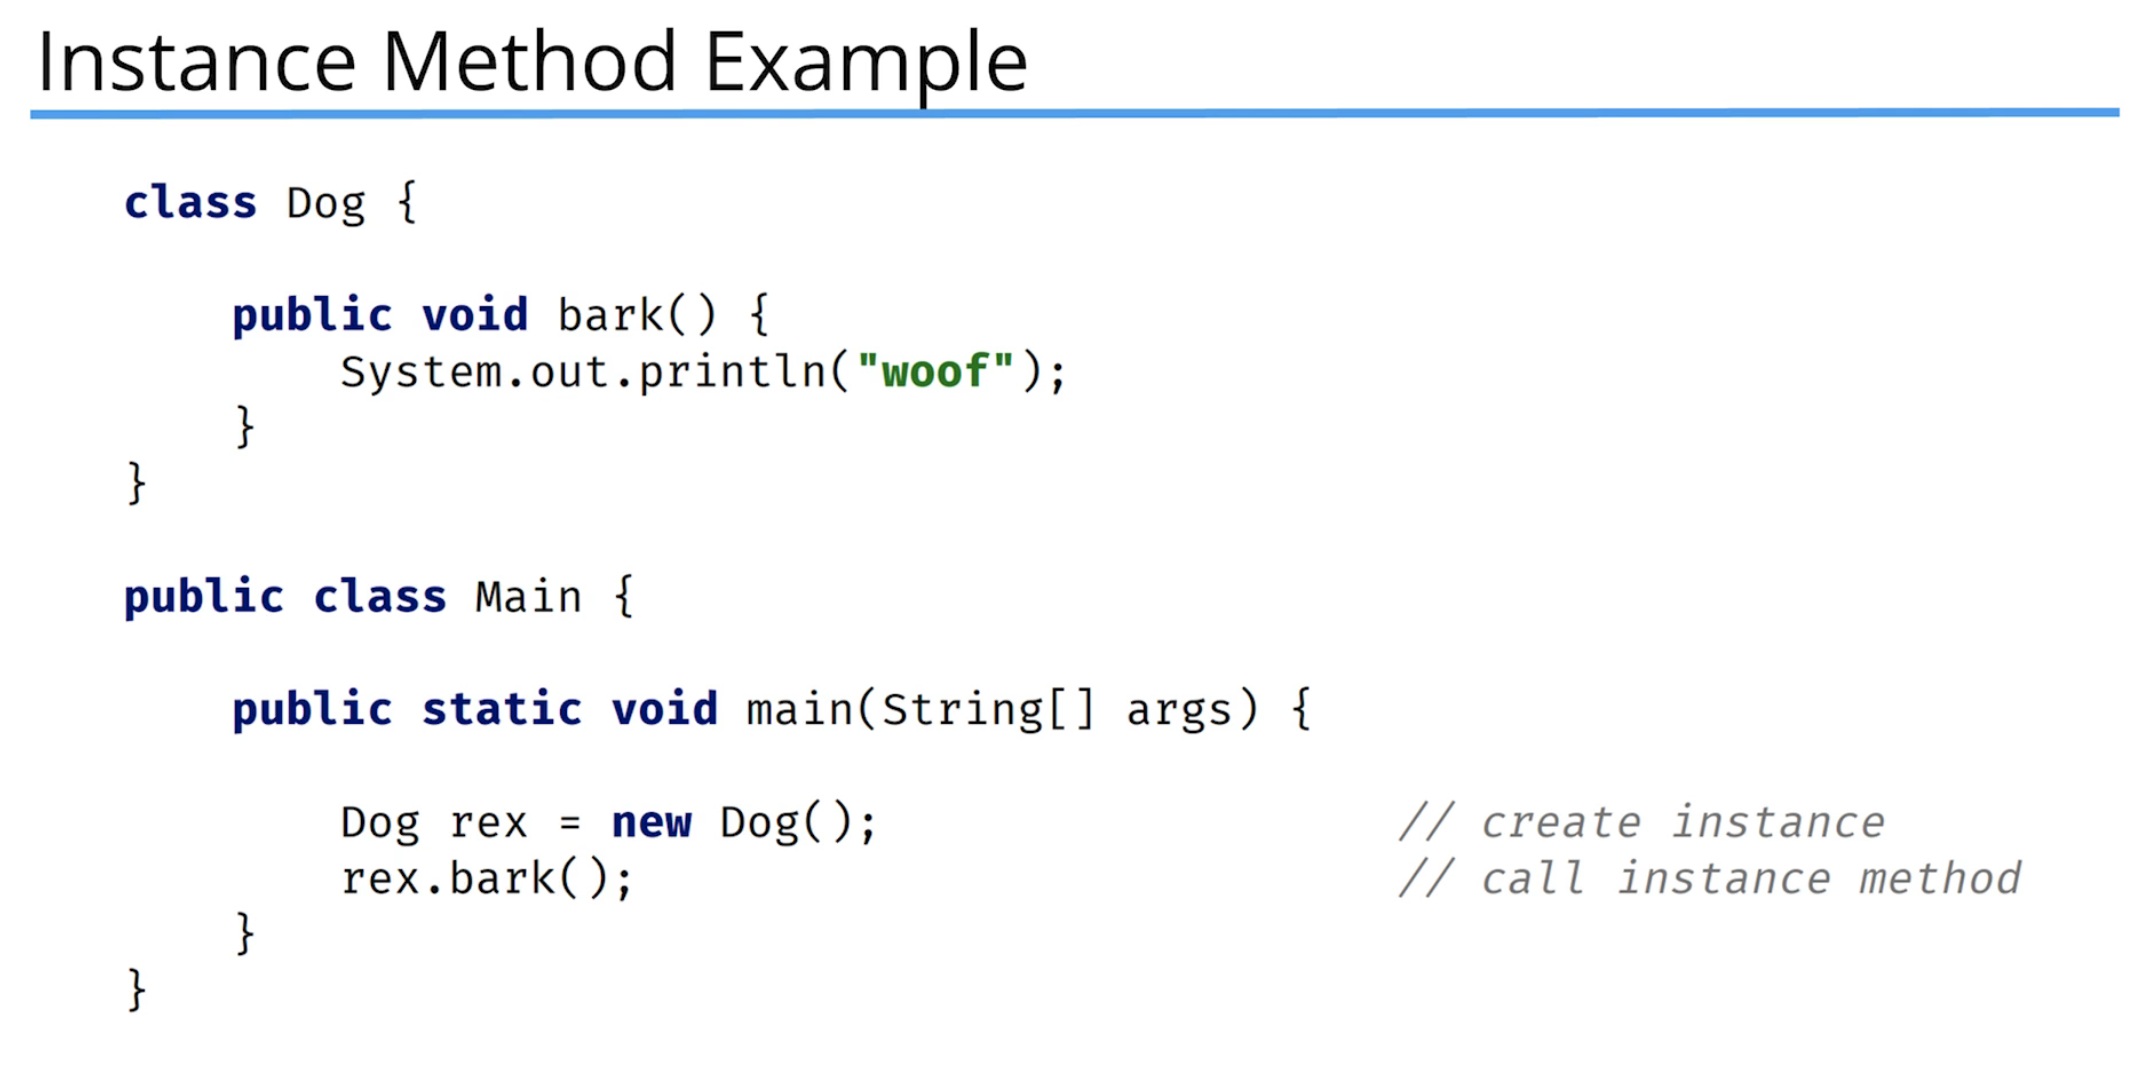 Instance Method Example
class Dog {
public void bark() {
System.out.println("woof");
}
}
public class Main {
public static void main(String[] args) {
Dog rex = new Dog(); // create instance
rex.bark(); // call instance method
}
}